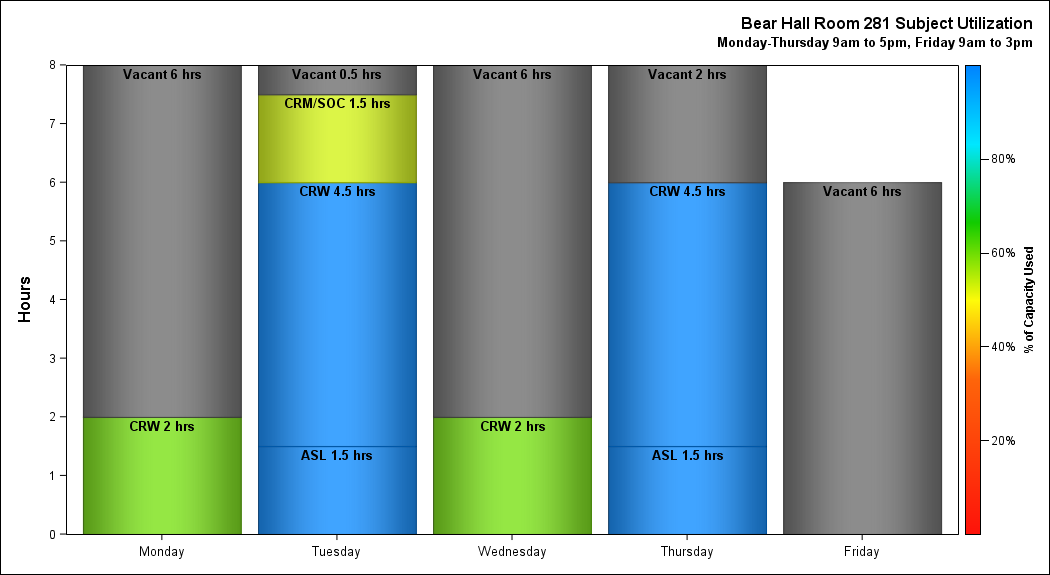 Bear Hall Room 281 Subject Utilization
Monday-Thursday 9am to 5pm, Friday 9am to 3pm
Hours
8
7
6
5
4
3
2
1
0
Vacant 6 hrs
CRW 2 hrs
Vacant 0.5 hrs
CRM/SOC 1.5 hrs
CRW 4.5 hrs
ASL 1.5 hrs
Vacant 6 hrs
CRW 2 hrs
Vacant 2 hrs
CRW 4.5 hrs
ASL 1.5 hrs
Vacant 6 hrs
Monday
Tuesday
Wednesday
Thursday
Friday
80%
60%
40%
20%
% of Capacity Used